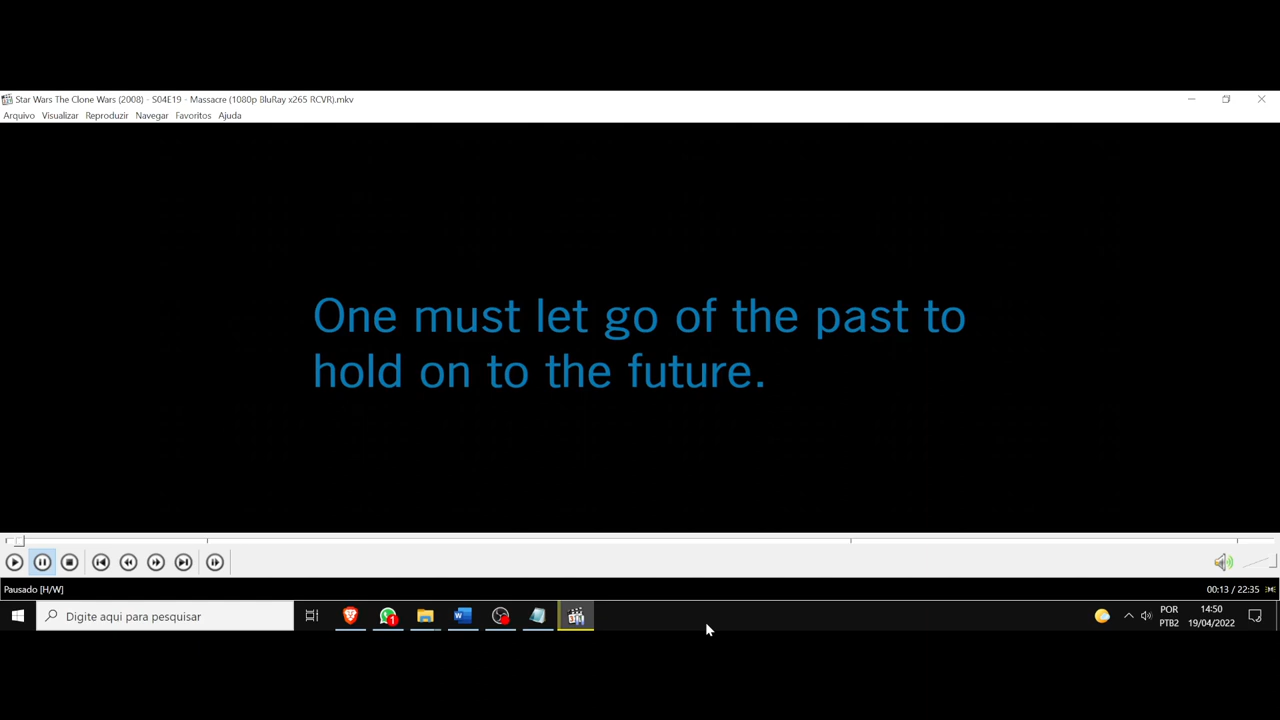 Star Wars The Clone Wars (2008) - S04E19 - Massacre (1080p BluRay x265 RCVR).mkv
Arquivo Visualizar Reproduzir Navegar Favoritos Ajuda
One must let go of the past to
hold on to the future.
Pausado [H/W] 00:13 / 22:35
Digite aqui para pesquisar
1
POR 14:50
PTB2 19/04/2022